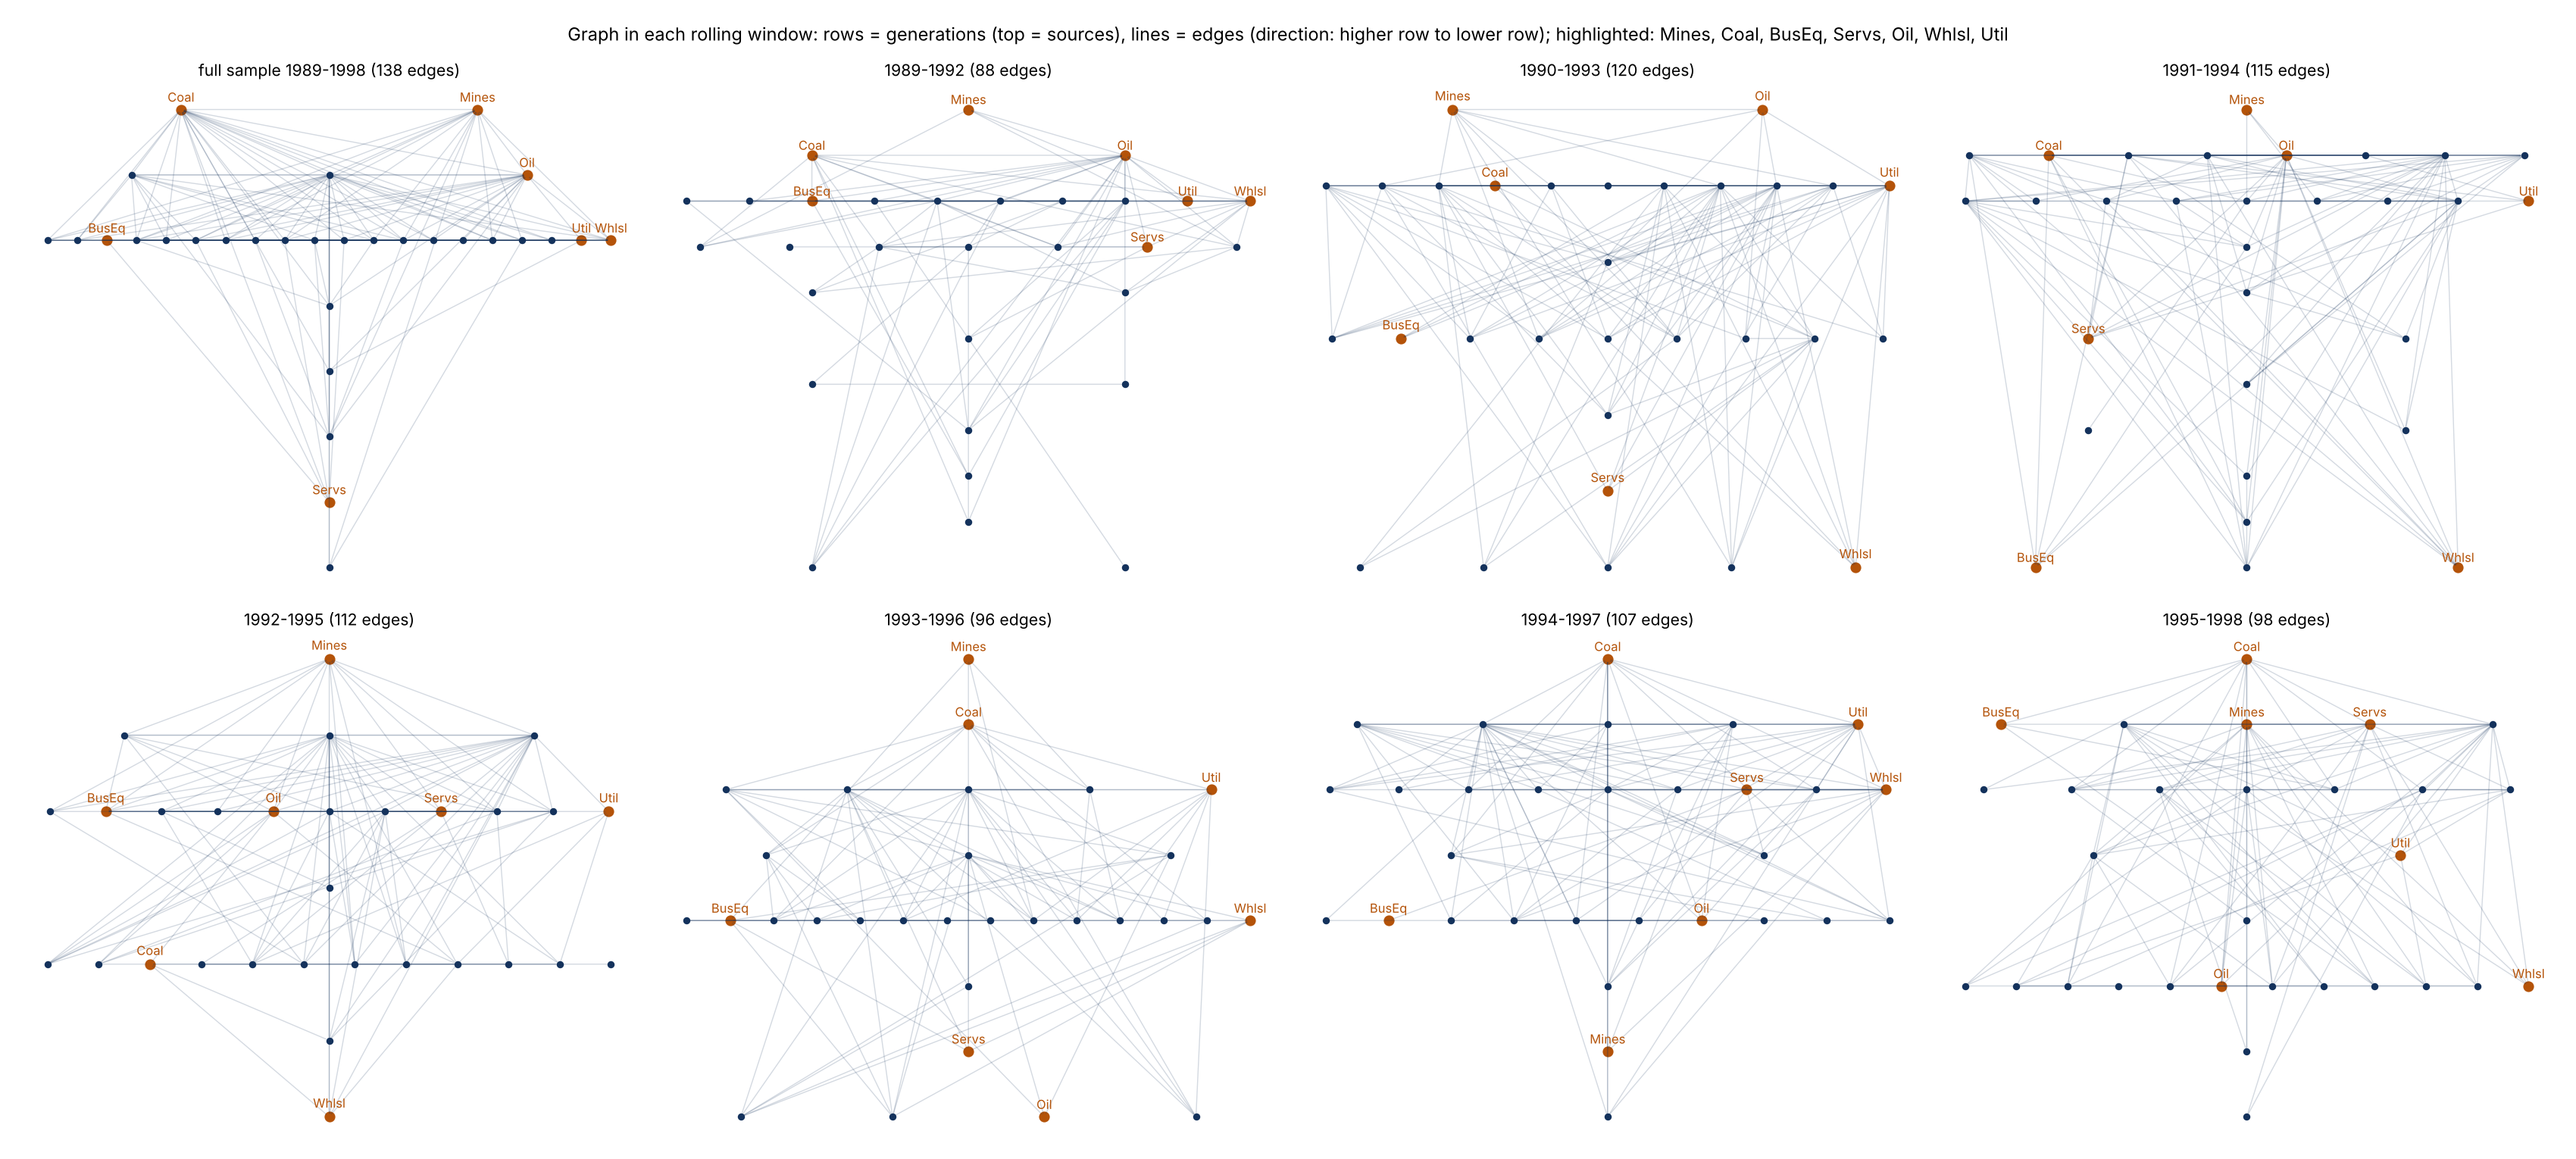 Graph in each rolling window: rows = generations (top = sources), lines = edges (direction: higher row to lower row); highlighted: Mines, Coal, BusEq, Servs, Oil, Whlsl, Util
full sample 1989-1998 (138 edges)
Coal
Mines
Oil
BusEq
Util
Whlsl
Servs
1989-1992 (88 edges)
Mines
Coal
Oil
BusEq
Util
Whlsl
Servs
1990-1993 (120 edges)
Mines
Oil
Coal
Util
BusEq
Servs
Whlsl
1991-1994 (115 edges)
Mines
Coal
Oil
Util
Servs
BusEq
Whlsl
1992-1995 (112 edges)
Mines
BusEq
Oil
Servs
Util
Coal
Whlsl
1993-1996 (96 edges)
Mines
Coal
Util
BusEq
Whlsl
Servs
Oil
1994-1997 (107 edges)
Coal
Util
Servs
Whlsl
BusEq
Oil
Mines
1995-1998 (98 edges)
Coal
BusEq
Mines
Servs
Util
Oil
Whlsl